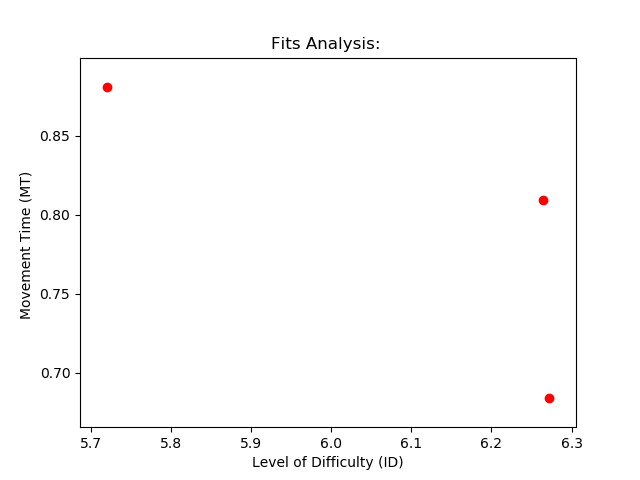 Fits Analysis:
0.85
0.80
0.75
0.70
Movement Time (MT)
5.7 5.8 5.9 6.0 6.1 6.2 6.3
Level of Difficulty (ID)